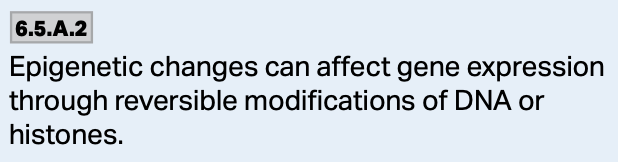 6.5.A.2
Epigenetic changes can affect gene expression
through reversible modifications of DNA or
histones.